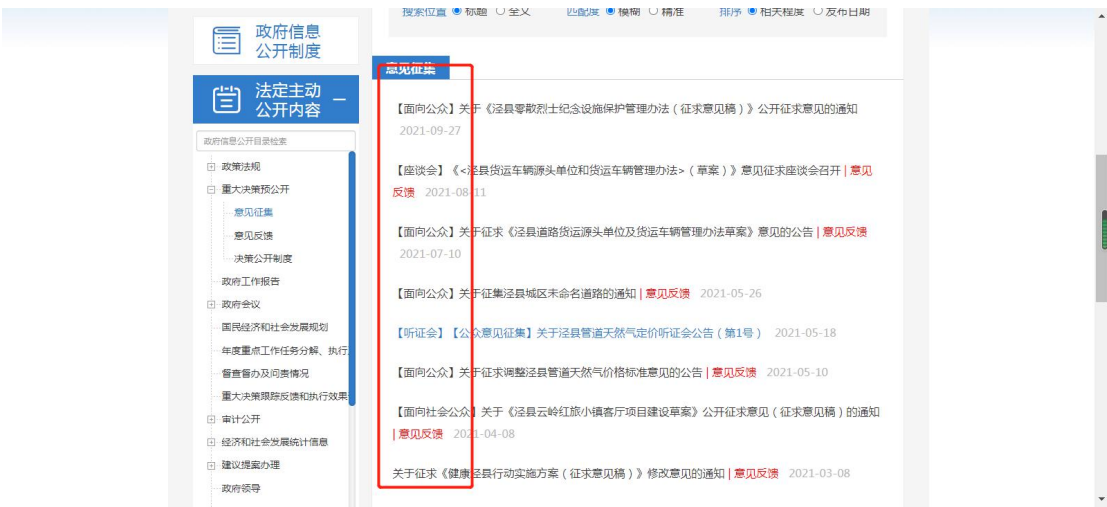 搜索位置 标题 全文 匹配度 模糊 精准 排序 相关程度 发布日期
政府信息
公开制度
法定主动
公开内容
政府信息公开目录检索
政策法规
重大决策预公开
意见征集
意见反馈
决策公开制度
政府工作报告
政府会议
国民经济和社会发展规划
年度重点工作任务分解、执行
督查督办及问责情况
重大决策跟踪反馈和执行效果
审计公开
经济和社会发展统计信息
建议提案办理
政府领导
意见征集
【面向公众】关于《泾县零散烈士纪念设施保护管理办法（征求意见稿）》公开征求意见的通知
2021-09-27
【座谈会】《<泾县货运车辆源头单位和货运车辆管理办法>（草案）》意见征求座谈会召开 | 意见
反馈 2021-08-11
【面向公众】关于征求《泾县道路货运源头单位及货运车辆管理办法草案》意见的公告 | 意见反馈
2021-07-10
【面向公众】关于征集泾县城区未命名道路的通知 | 意见反馈 2021-05-26
【听证会】【公众意见征集】关于泾县管道天然气定价听证会公告（第1号） 2021-05-18
【面向公众】关于征求调整泾县管道天然气价格标准意见的公告 | 意见反馈 2021-05-10
【面向社会公众】关于《泾县云岭红旅小镇客厅项目建设草案》公开征求意见（征求意见稿）的通知
| 意见反馈 2021-04-08
关于征求《健康泾县行动实施方案（征求意见稿）》修改意见的通知 | 意见反馈 2021-03-08